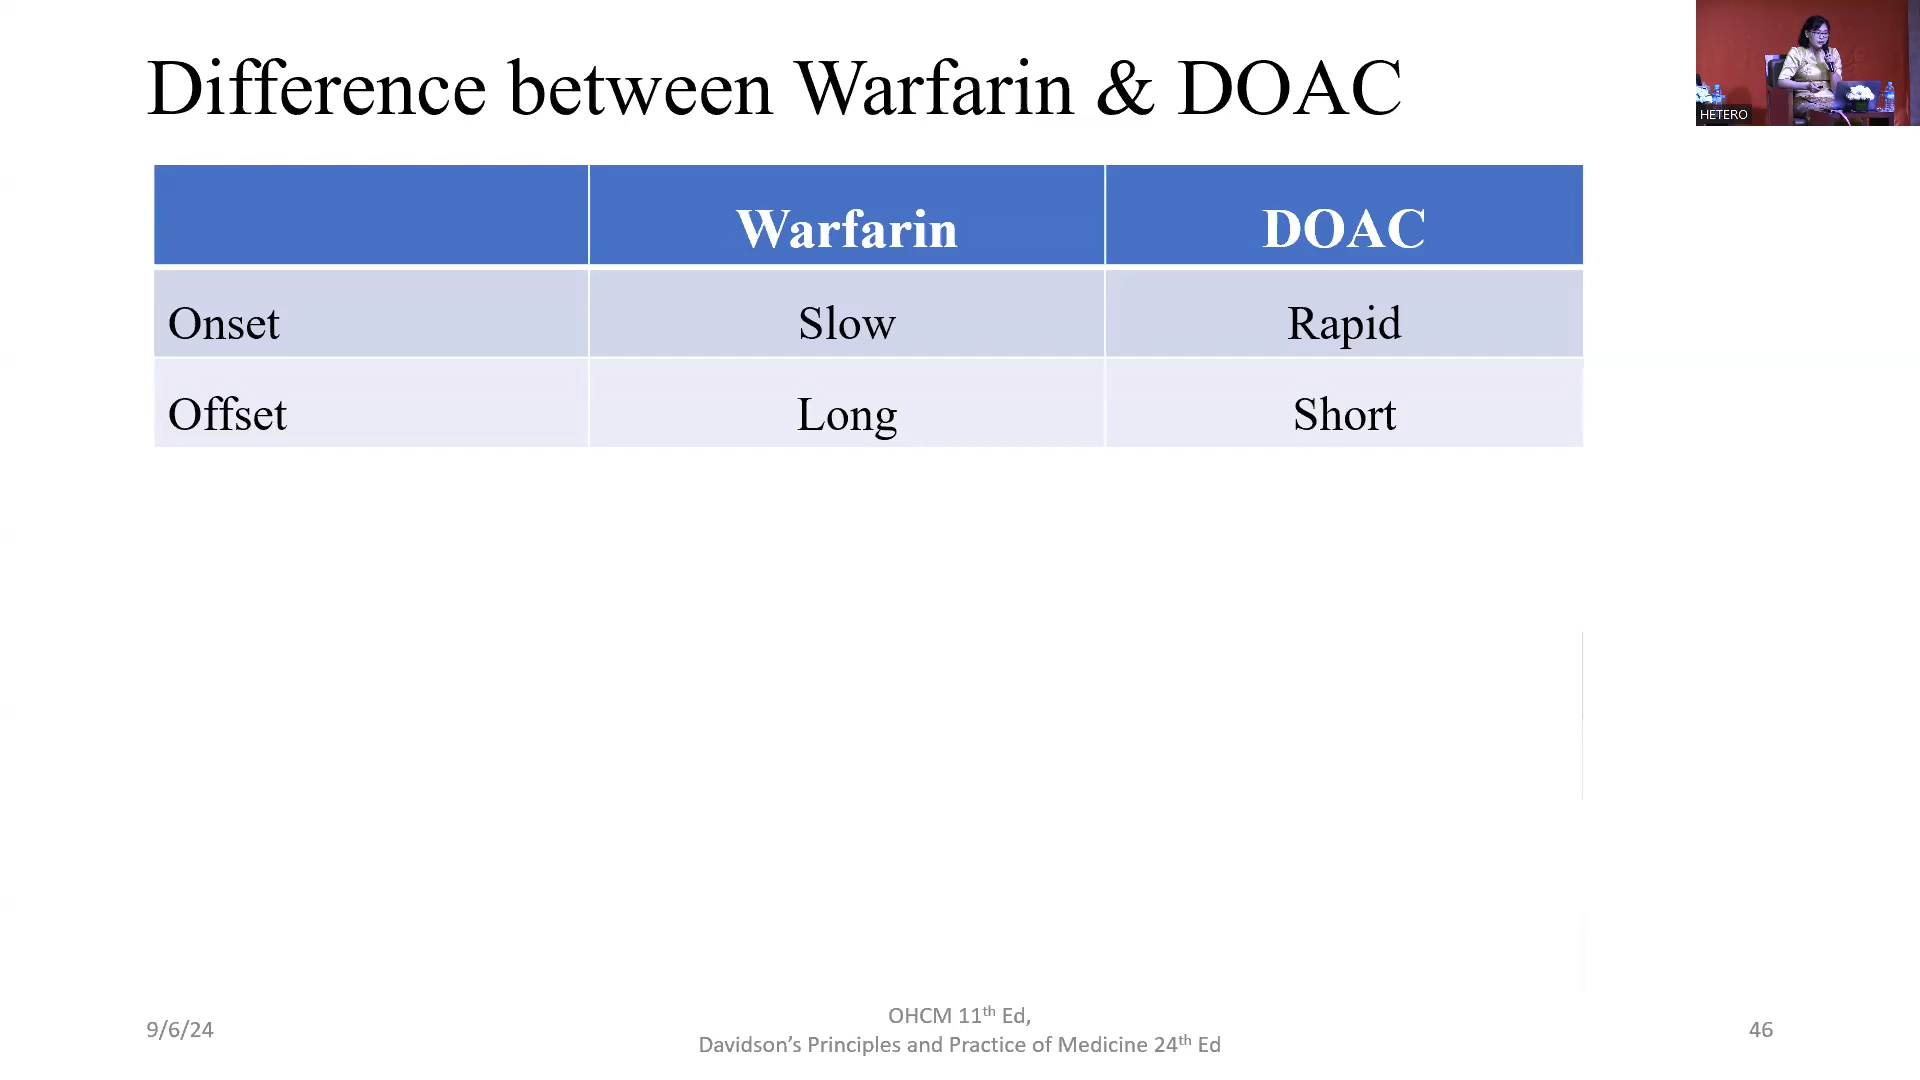 Difference between Warfarin & DOAC
HETERO
Warfarin DOAC
Onset Slow Rapid
Offset Long Short
9/6/24
OHCM 11th Ed,
Davidson’s Principles and Practice of Medicine 24th Ed
46